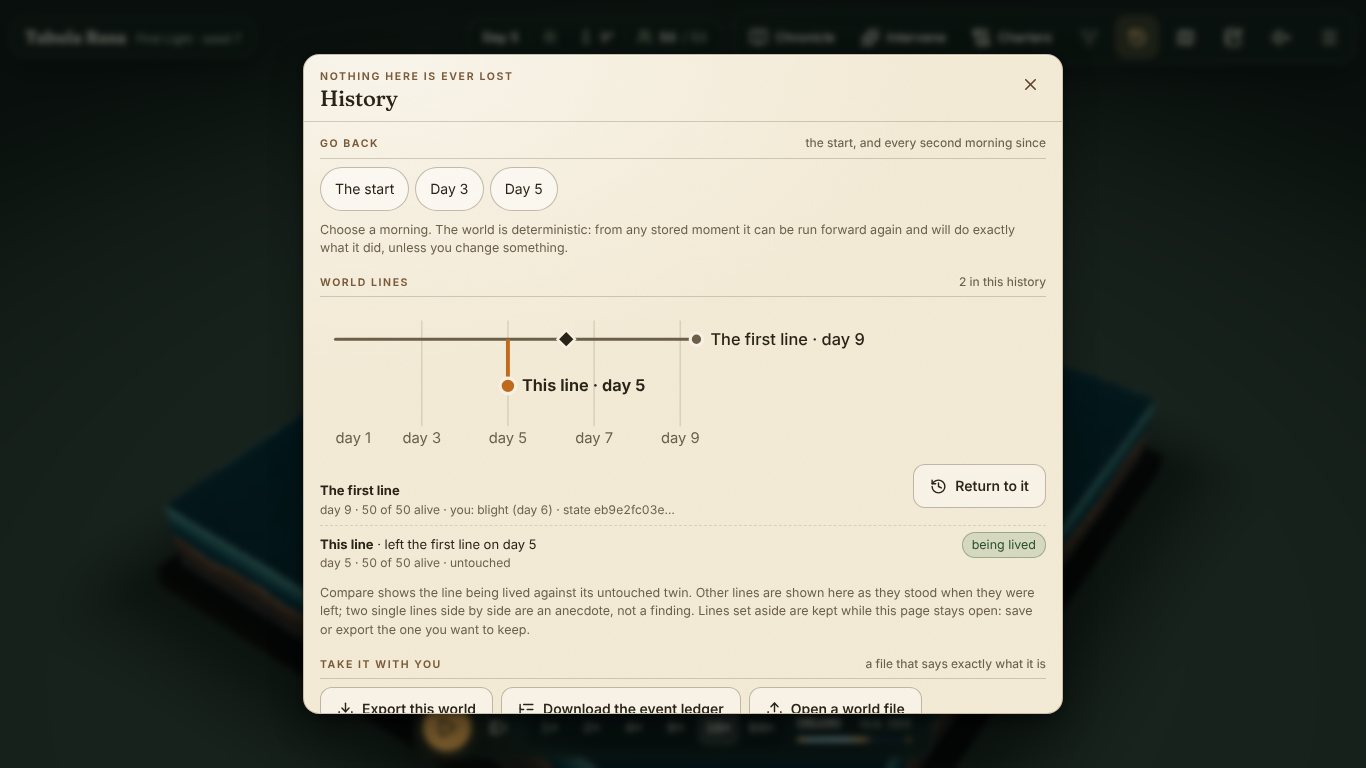 Tabula Rasa
Day 5
Chronicle
Intervene
Charters
NOTHING HERE IS EVER LOST
History
GO BACK
the start, and every second morning since
The start
Day 3
Day 5
Choose a morning. The world is deterministic: from any stored moment it can be run forward again and will do exactly
what it did, unless you change something.
WORLD LINES
2 in this history
The first line · day 9
This line · day 5
day 1
day 3
day 5
day 7
day 9
The first line
day 9 · 50 of 50 alive · you: blight (day 6) · state eb9e2fc03e…
Return to it
This line · left the first line on day 5
day 5 · 50 of 50 alive · untouched
being lived
Compare shows the line being lived against its untouched twin. Other lines are shown here as they stood when they were
left; two single lines side by side are an anecdote, not a finding. Lines set aside are kept while this page stays open: save
or export the one you want to keep.
TAKE IT WITH YOU
a file that says exactly what it is
Export this world
Download the event ledger
Open a world file